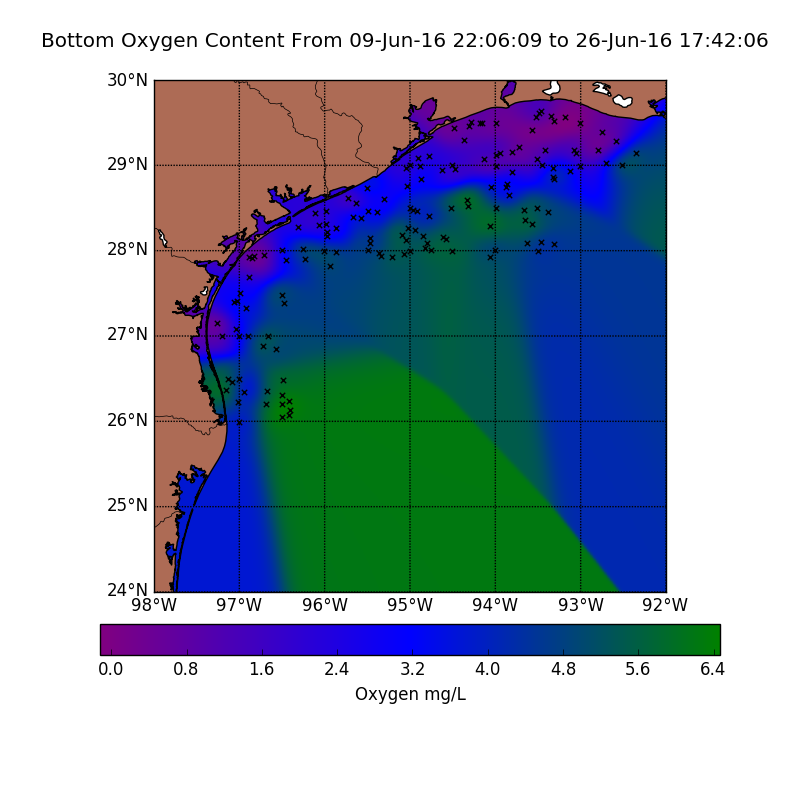 Bottom Oxygen Content From 09-Jun-16 22:06:09 to 26-Jun-16 17:42:06
30°N
29°N
28°N
27°N
26°N
25°N
24°N
98°W 97°W 96°W 95°W 94°W 93°W 92°W
0.0 0.8 1.6 2.4 3.2 4.0 4.8 5.6 6.4
Oxygen mg/L